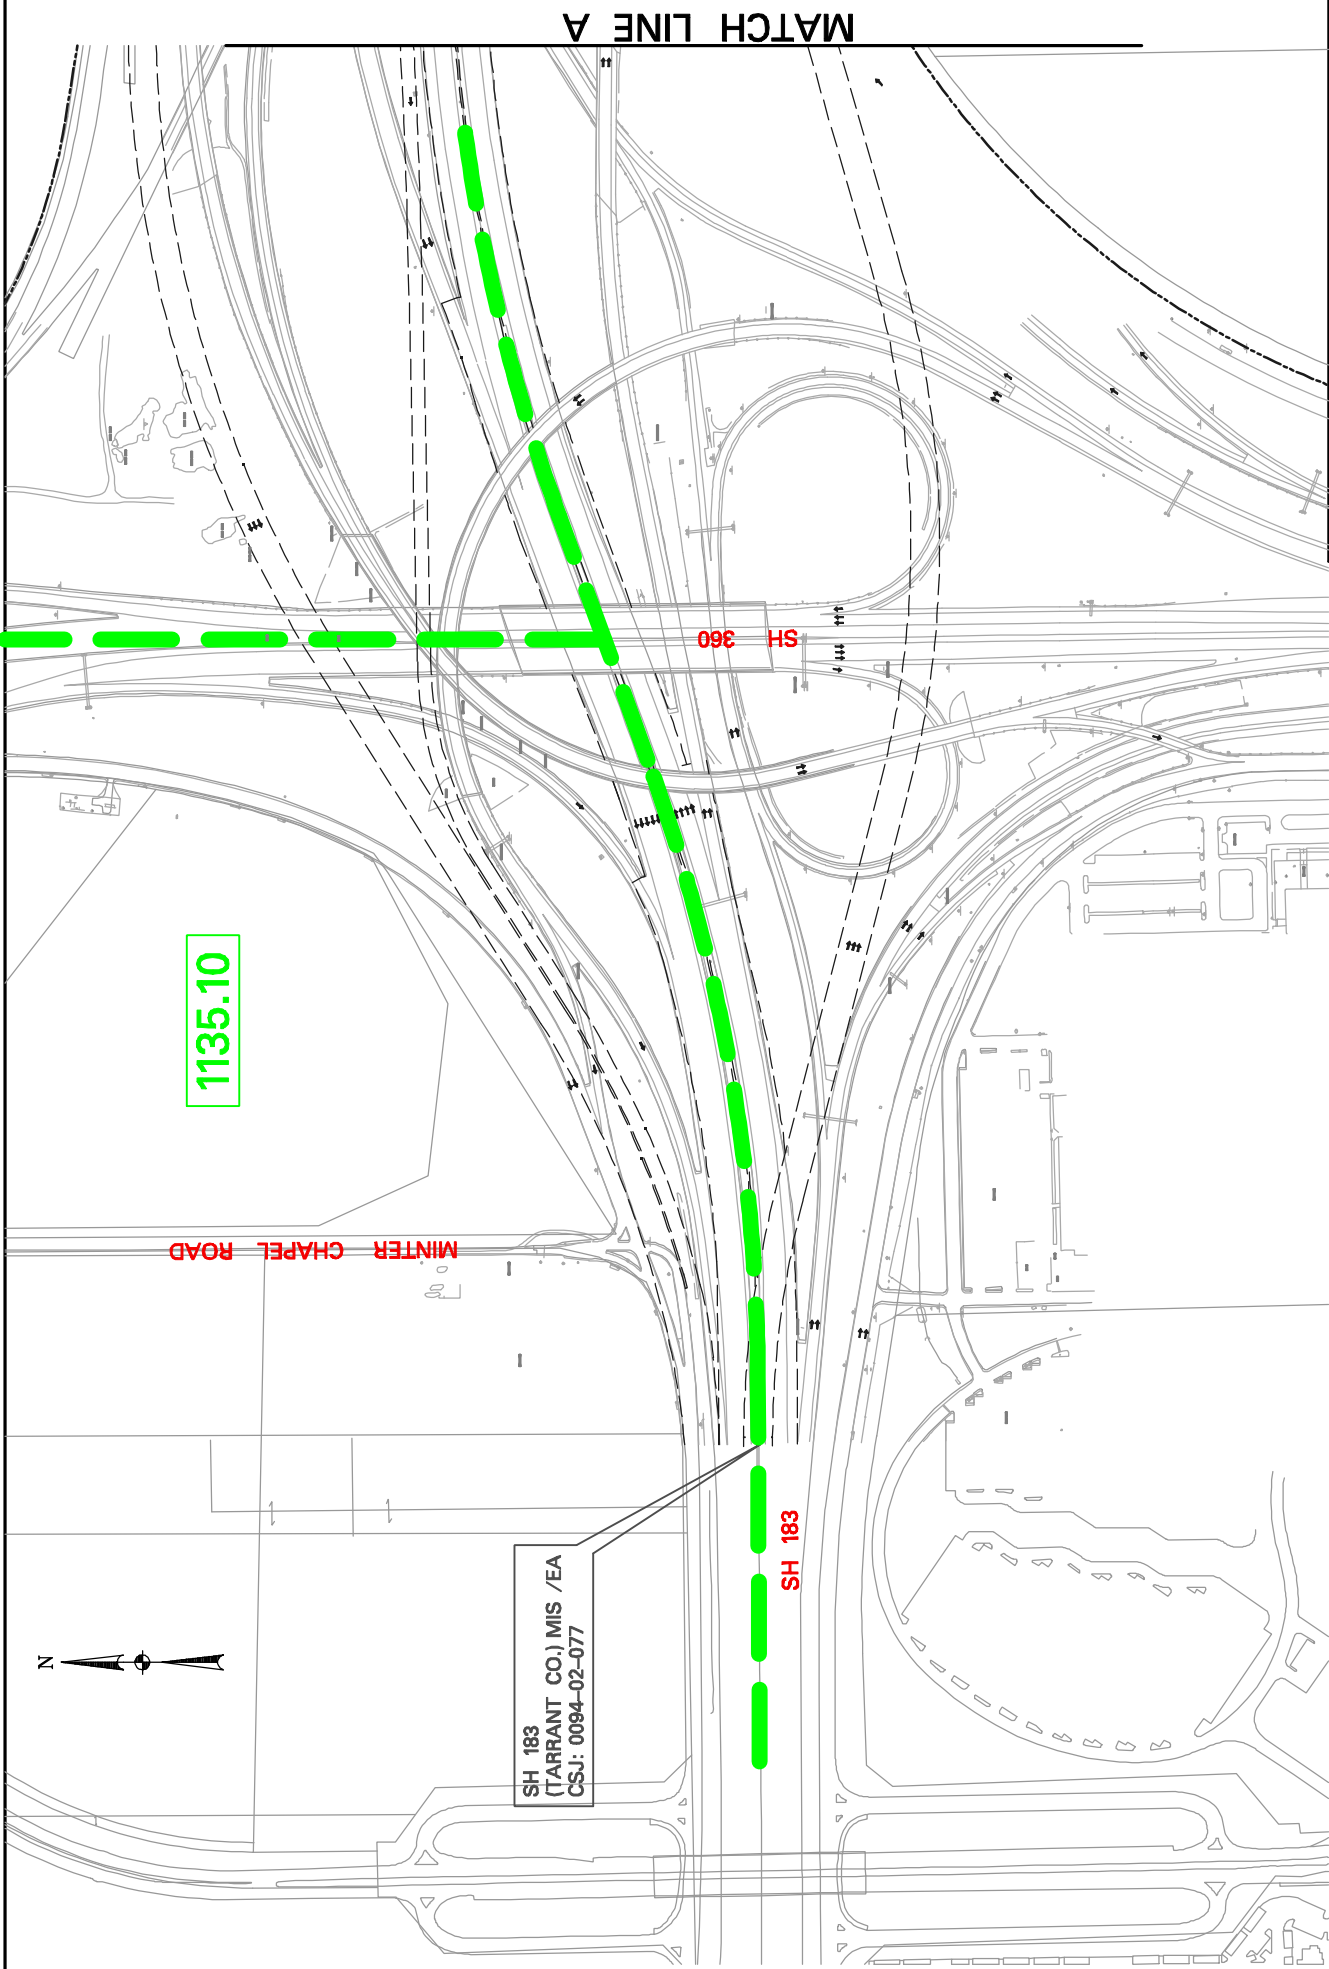 MATCH LINE A
SH 360
1135.10
MINTER CHAPEL ROAD
SH 183
N
SH 183
(TARRANT CO.) MIS /EA
CSJ: 0094-02-077